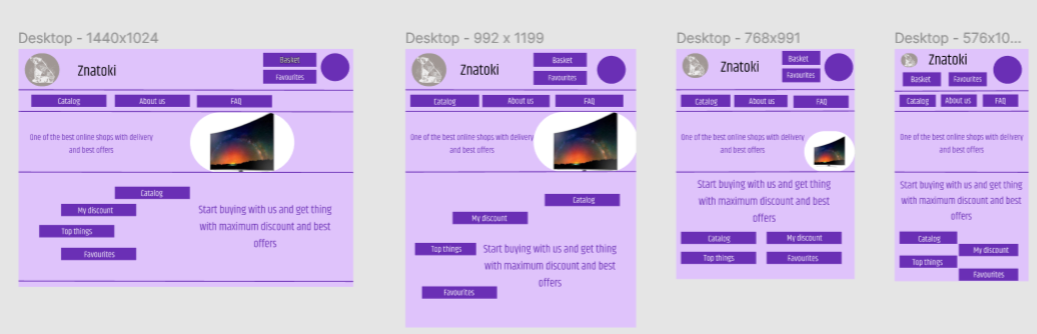 Desktop - 1440x1024
Znatoki
Basket
Favourites
Catalog
About us
FAQ
One of the best online shops with delivery
and best offers
Catalog
My discount
Top things
Favourites
Start buying with us and get thing
with maximum discount and best
offers
Desktop - 992 x 1199
Znatoki
Basket
Favourites
Catalog
About us
FAQ
One of the best online shops with delivery
and best offers
Catalog
My discount
Top things
Favourites
Start buying with us and get thing
with maximum discount and best
offers
Desktop - 768x991
Znatoki
Basket
Favourites
Catalog
About us
FAQ
One of the best online shops with delivery
and best offers
Start buying with us and get thing
with maximum discount and best
offers
Catalog
My discount
Top things
Favourites
Desktop - 576x10...
Znatoki
Basket
Favourites
Catalog
About us
FAQ
One of the best online shops with delivery
and best offers
Start buying with us and get thing
with maximum discount and best
offers
Catalog
My discount
Top things
Favourites